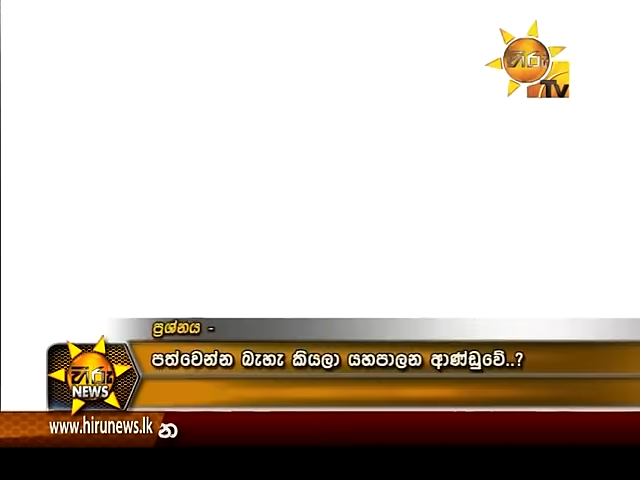 හිරු
TV
ප්‍රශ්නය -
පත්වෙන්න බැහැ කියලා යහපාලන ආණ්ඩුවේ..?
හිරු
NEWS
www.hirunews.lk න